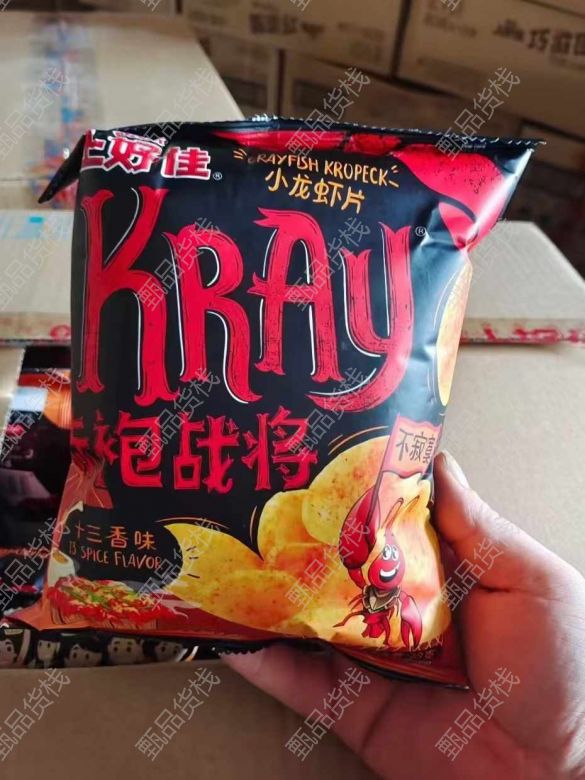 上好佳®
CRAYFISH KROPECK
小龙虾片
KRAY®
袍战将
不寂寞
十三香味
13 SPICE FLAVOR
甄品货栈